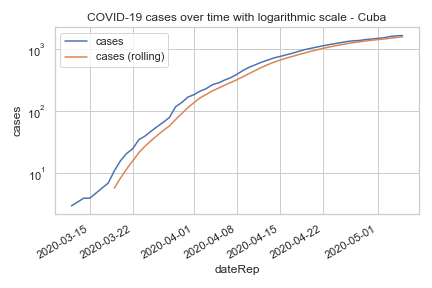 COVID-19 cases over time with logarithmic scale - Cuba
cases
cases (rolling)
10³
10²
10¹
cases
2020-03-15
2020-03-22
2020-04-01
2020-04-08
2020-04-15
2020-04-22
2020-05-01
dateRep